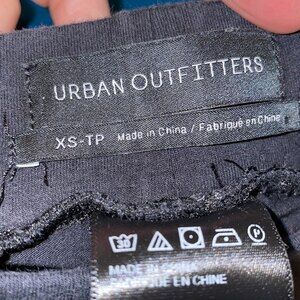 URBAN OUTFITTERS
XS-TP Made in China / Fabriqué en Chine
MADE IN CHINA
FABRIQUÉ EN CHINE